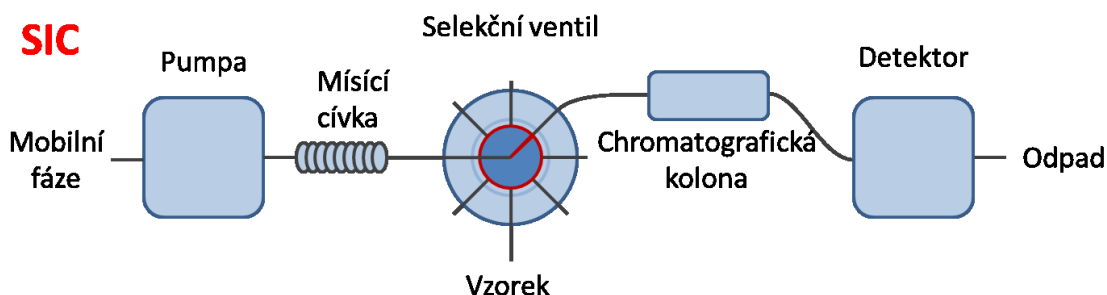 SIC
Selekční ventil
Pumpa
Mísící
cívka
Detektor
Mobilní
fáze
Chromatografická
kolona
Odpad
Vzorek